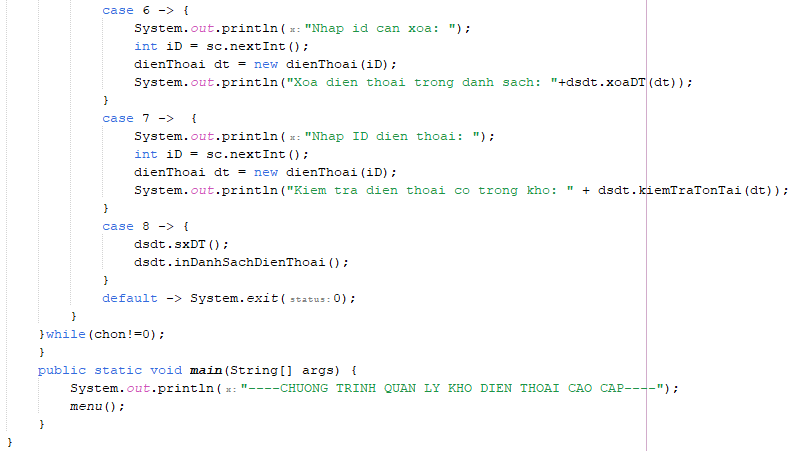 case 6 -> {
System.out.println( x: "Nhap id can xoa: ");
int iD = sc.nextInt();
dienThoai dt = new dienThoai(iD);
System.out.println("Xoa dien thoai trong danh sach: "+dsdt.xoaDT(dt));
}
case 7 ->  {
System.out.println( x: "Nhap ID dien thoai: ");
int iD = sc.nextInt();
dienThoai dt = new dienThoai(iD);
System.out.println("Kiem tra dien thoai co trong kho: " + dsdt.kiemTraTonTai(dt));
}
case 8 -> {
dsdt.sxDT();
dsdt.inDanhSachDienThoai();
}
default -> System.exit( status: 0);
}
}while(chon!=0);
}
public static void main(String[] args) {
System.out.println( x: "----CHUONG TRINH QUAN LY KHO DIEN THOAI CAO CAP----");
menu();
}
}